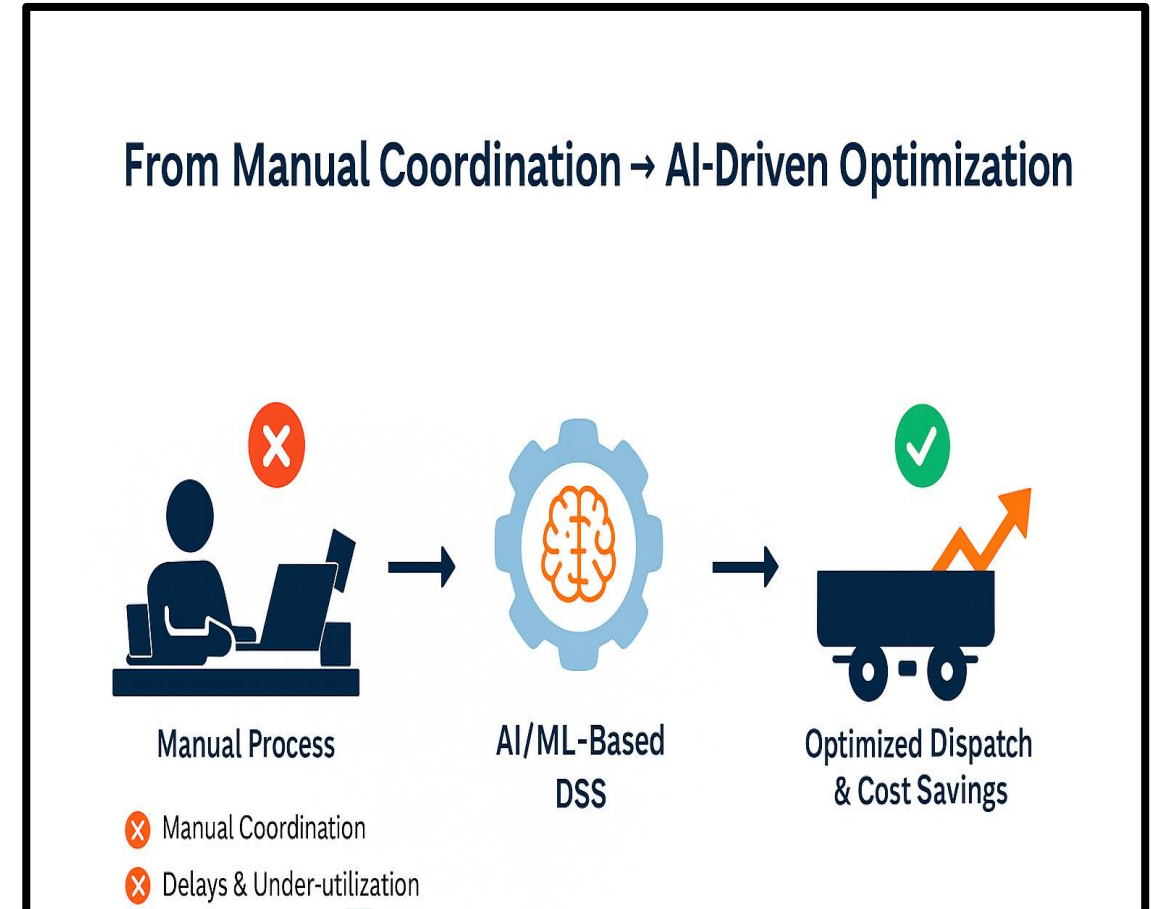 From Manual Coordination → AI-Driven Optimization
Manual Process
AI/ML-Based
DSS
Optimized Dispatch
& Cost Savings
Manual Coordination
Delays & Under-utilization